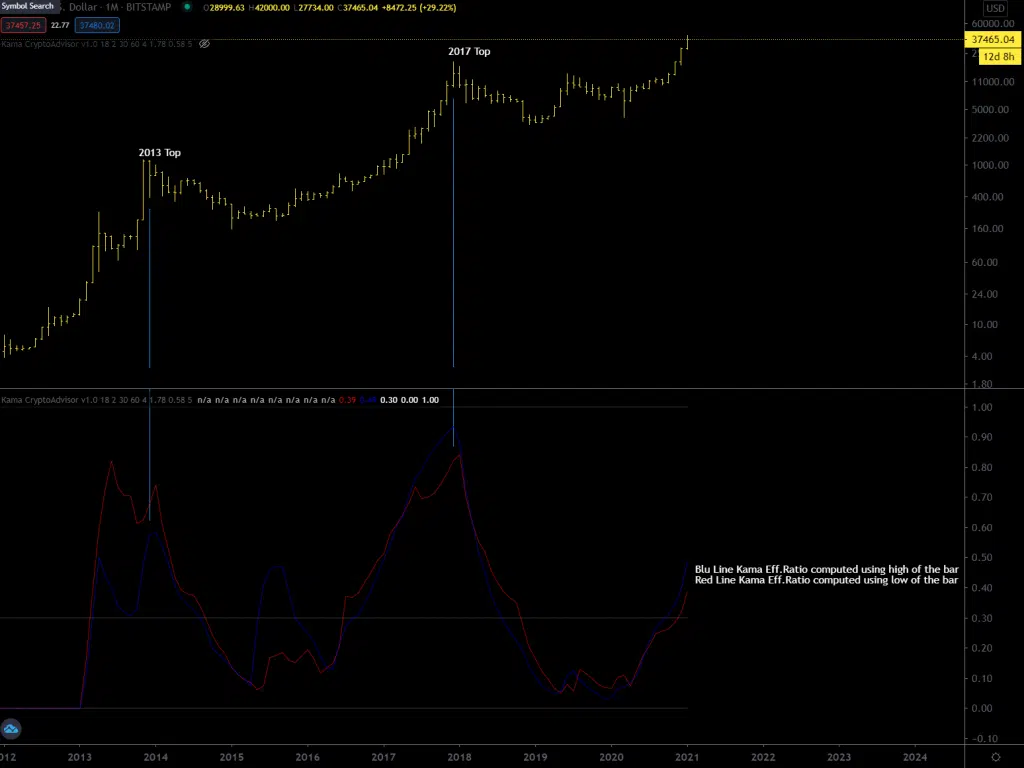 Symbol Search
. Dollar · 1M · BITSTAMP O28999.63 H42000.00 L27734.00 C37465.04 +8472.25 (+29.22%)
37457.25 22.77 37480.02
Kama CryptoAdvisor v1.0 18 2 30 60 4 1.78 0.58 5
USD
60000.00
37465.04
12d 8h
11000.00
5000.00
2200.00
1000.00
400.00
160.00
60.00
24.00
10.00
4.00
1.80
2017 Top
2013 Top
Kama CryptoAdvisor v1.0 18 2 30 60 4 1.78 0.58 5 n/a n/a n/a n/a n/a n/a n/a n/a 0.39 0.30 0.00 1.00
1.00
0.90
0.80
0.70
0.60
0.50
0.40
0.30
0.20
0.10
0.00
-0.10
Blu Line Kama Eff.Ratio computed using high of the bar
Red Line Kama Eff.Ratio computed using low of the bar
012 2013 2014 2015 2016 2017 2018 2019 2020 2021 2022 2023 2024